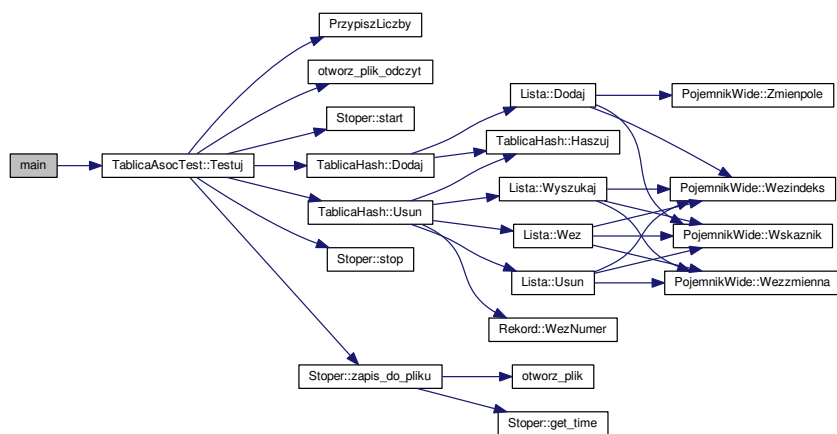 main
TablicaAsocTest::Testuj
PrzypiszLiczby
otworz_plik_odczyt
Stoper::start
TablicaHash::Dodaj
TablicaHash::Usun
Stoper::stop
Stoper::zapis_do_pliku
Lista::Dodaj
TablicaHash::Haszuj
Lista::Wyszukaj
Lista::Wez
Lista::Usun
Rekord::WezNumer
otworz_plik
Stoper::get_time
PojemnikWide::Zmienpole
PojemnikWide::Wezindeks
PojemnikWide::Wskaznik
PojemnikWide::Wezzmienna